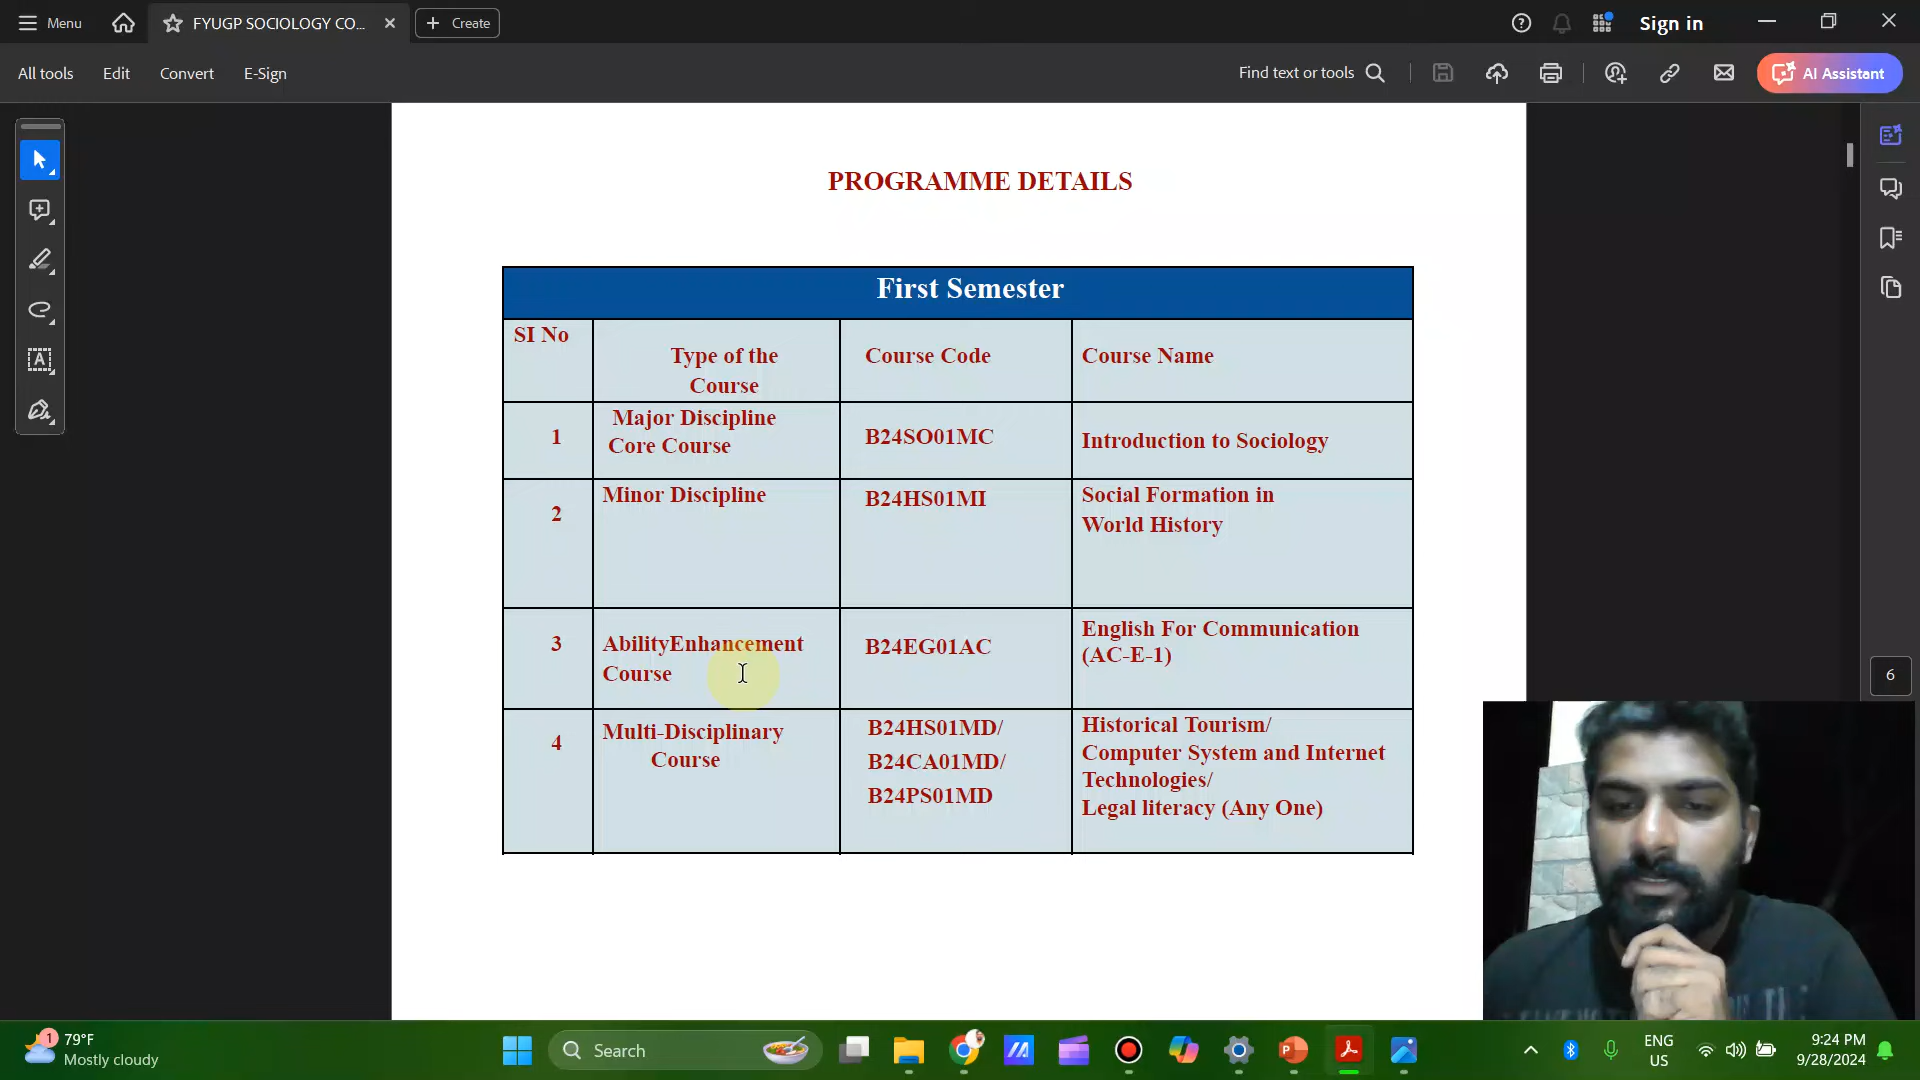 Menu
FYUGP SOCIOLOGY CO...
Create
Sign in
All tools
Edit
Convert
E-Sign
Find text or tools
AI Assistant
PROGRAMME DETAILS
First Semester
SI No
Type of the
Course
Course Code
Course Name
1
Major Discipline
Core Course
B24SO01MC
Introduction to Sociology
2
Minor Discipline
B24HS01MI
Social Formation in
World History
3
AbilityEnhancement
Course
B24EG01AC
English For Communication
(AC-E-1)
4
Multi-Disciplinary
Course
B24HS01MD/
B24CA01MD/
B24PS01MD
Historical Tourism/
Computer System and Internet
Technologies/
Legal literacy (Any One)
6
1
79°F
Mostly cloudy
Search
ENG
US
9:24 PM
9/28/2024